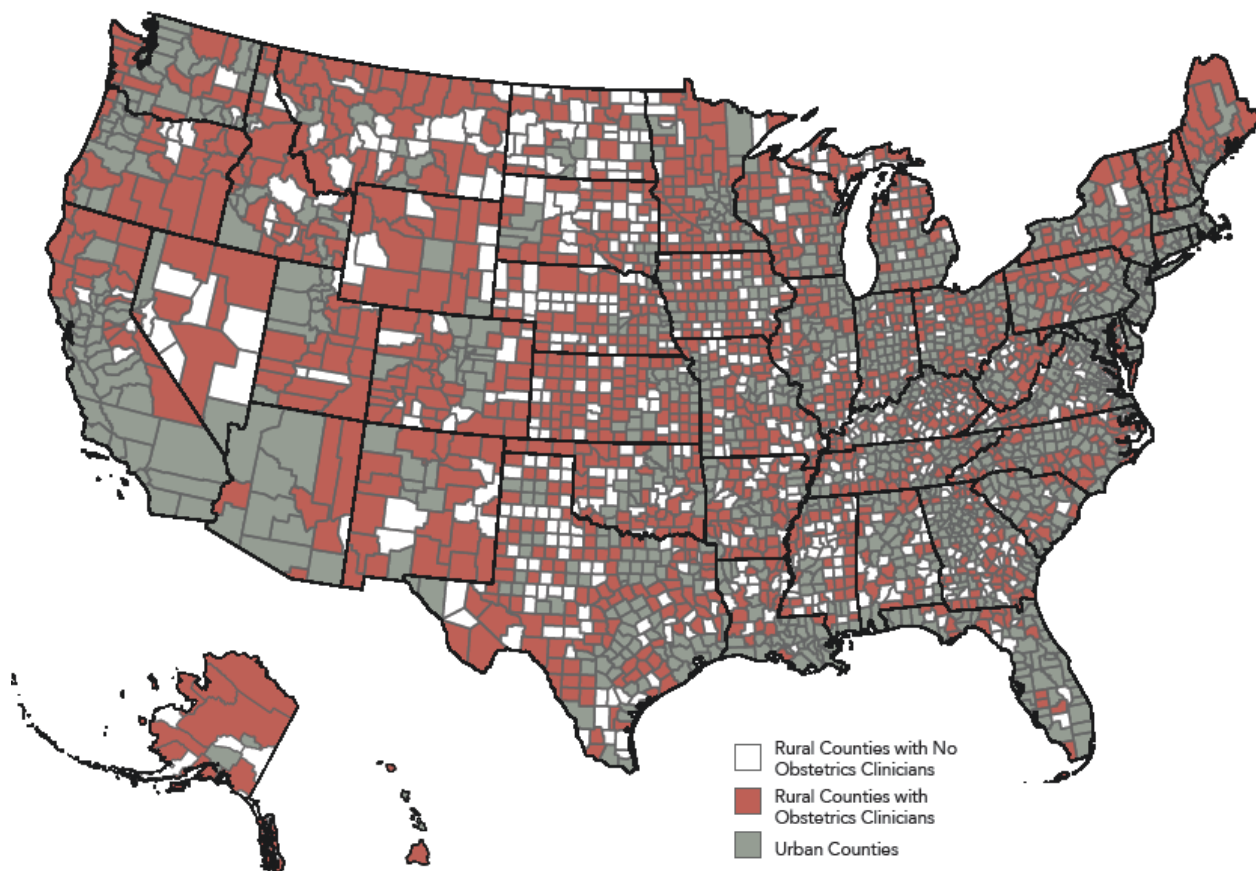 Rural Counties with No
Obstetrics Clinicians
Rural Counties with
Obstetrics Clinicians
Urban Counties